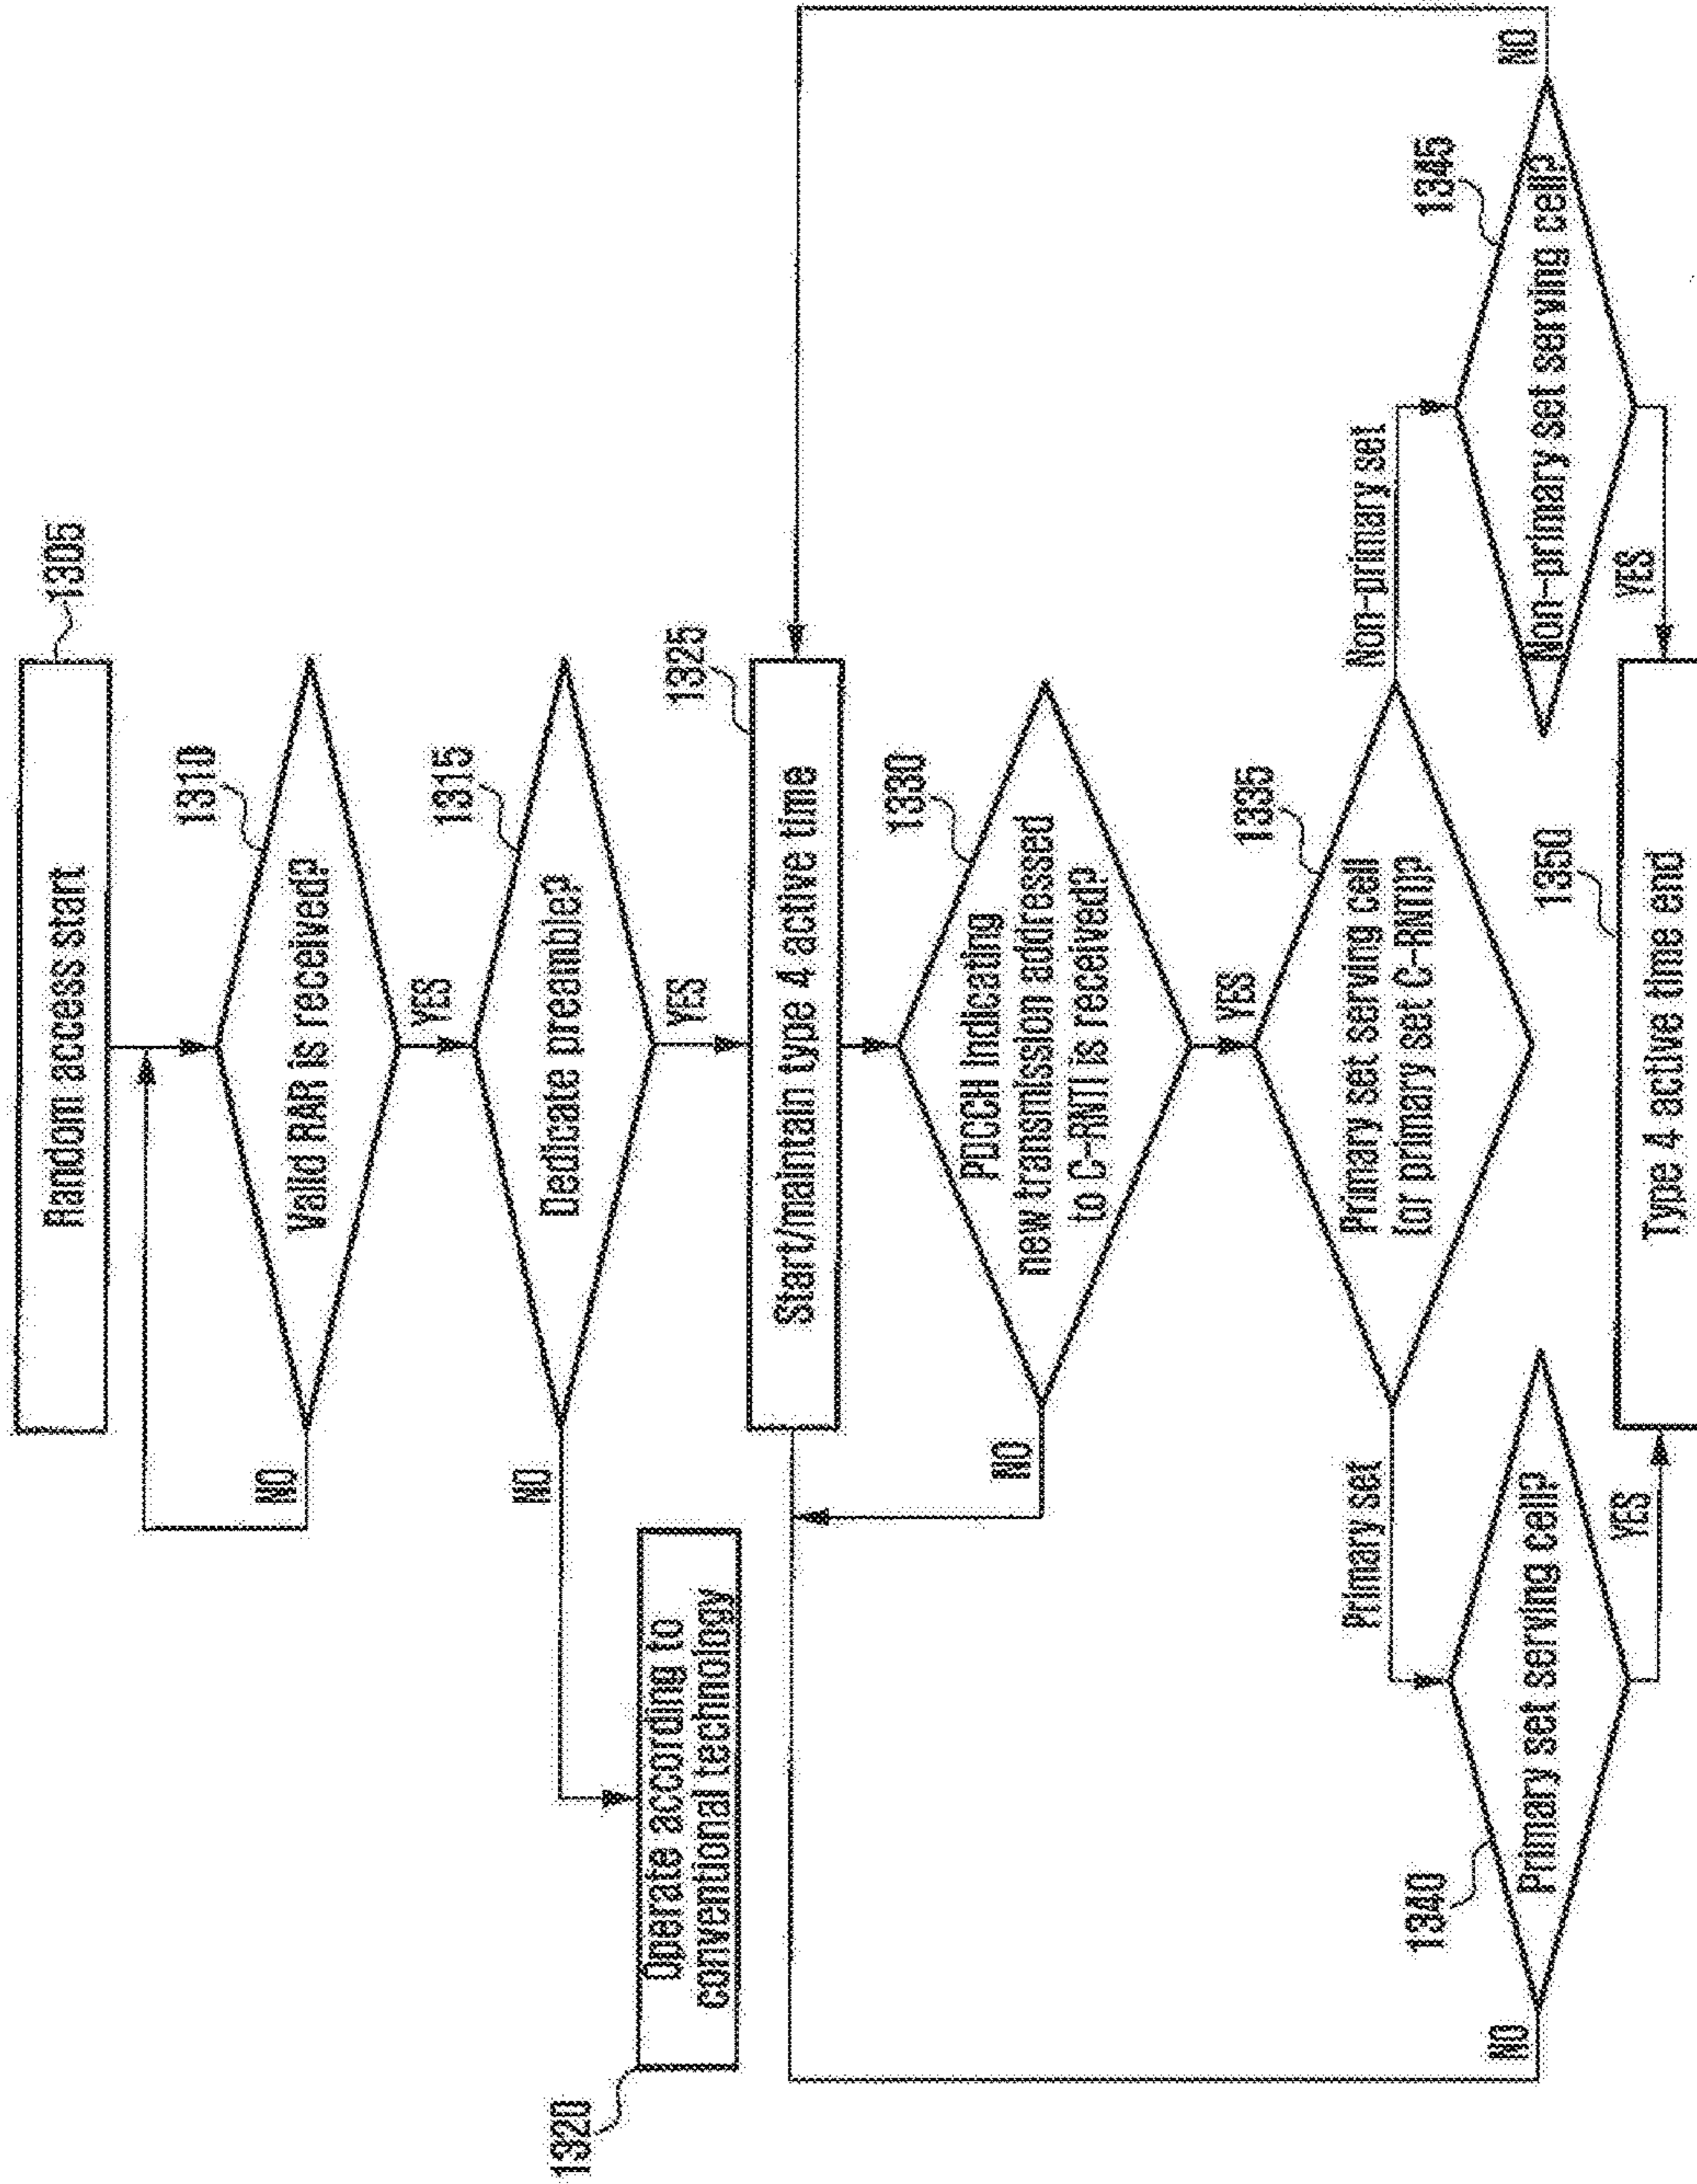 Random access start
1305
1310
Valid RAR is received?
NO
YES
1315
Dedicate preamble?
NO
YES
1320
Operate according to
conventional technology
1325
Start/maintain type 4 active time
1330
PDCCH Indicating
new transmission addressed
to C-RNTI is received?
NO
YES
1335
Primary set serving cell
(or primary set C-RNTI)?
Primary set
Non-primary set
1340
Primary set serving cell?
NO
YES
1345
Non-primary set serving cell?
NO
YES
1350
Type 4 active time end